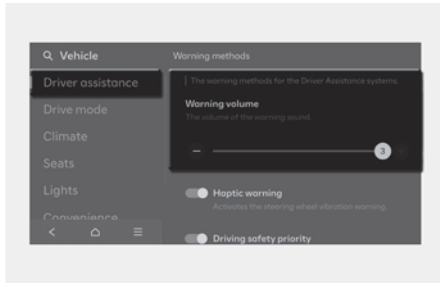 Vehicle
Warning methods
Driver assistance
The warning methods for the Driver Assistance systems.
Warning volume
The volume of the warning sound.
Drive mode
Climate
3
Seats
Lights
Haptic warning
Activates the steering wheel vibration warning.
Convenience
Driving safety priority